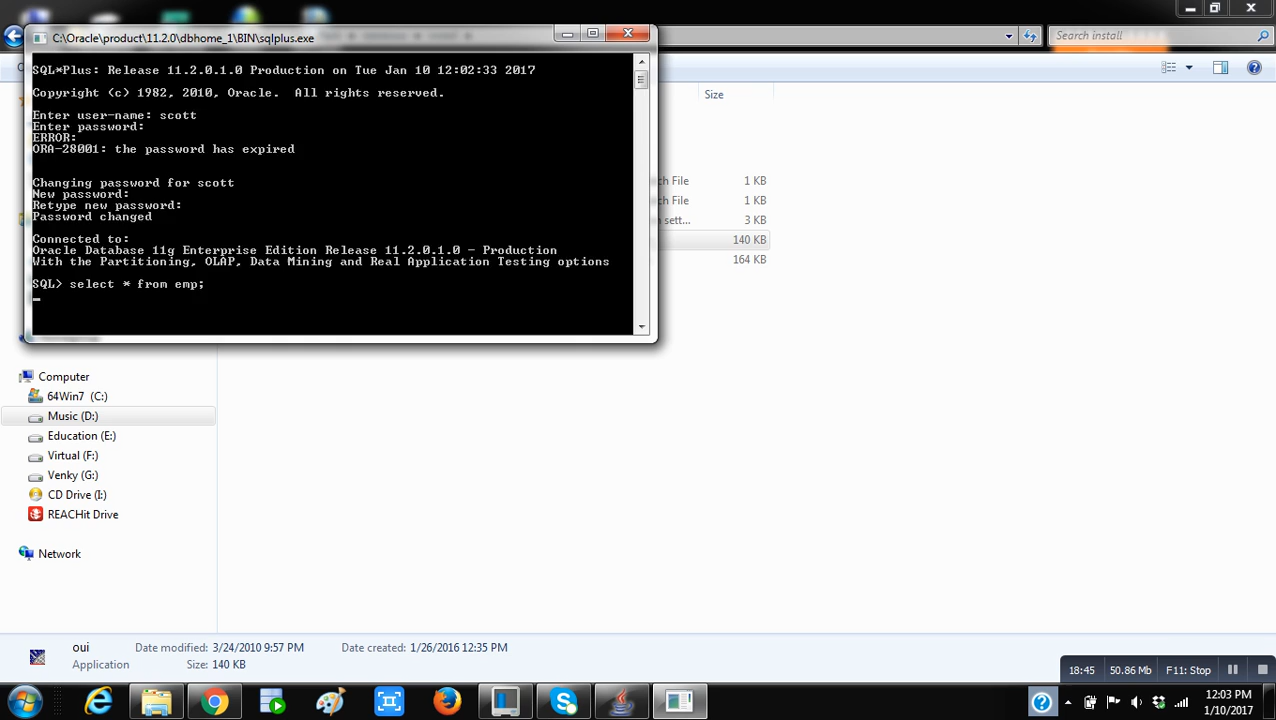 C:\Oracle\product\11.2.0\dbhome_1\BIN\sqlplus.exe
Search install
SQL*Plus: Release 11.2.0.1.0 Production on Tue Jan 10 12:02:33 2017
Copyright (c) 1982, 2010, Oracle.  All rights reserved.
Enter user-name: scott
Enter password:
ERROR:
ORA-28001: the password has expired
Changing password for scott
New password:
Retype new password:
Password changed
Connected to:
Oracle Database 11g Enterprise Edition Release 11.2.0.1.0 - Production
With the Partitioning, OLAP, Data Mining and Real Application Testing options
SQL> select * from emp;
Size
File 1 KB
File 1 KB
sett... 3 KB
140 KB
164 KB
Computer
64Win7 (C:)
Music (D:)
Education (E:)
Virtual (F:)
Venky (G:)
CD Drive (I:)
REACHit Drive
Network
oui Date modified: 3/24/2010 9:57 PM Date created: 1/26/2016 12:35 PM
Application Size: 140 KB
18:45 50.86 MB F11: Stop
12:03 PM
1/10/2017